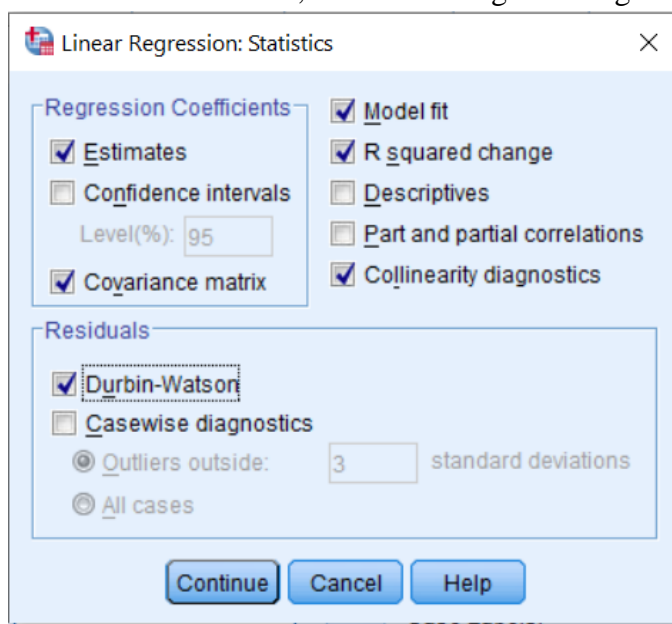 Linear Regression: Statistics
Regression Coefficients
Estimates
Confidence intervals
Level(%): 95
Covariance matrix
Model fit
R squared change
Descriptives
Part and partial correlations
Collinearity diagnostics
Residuals
Durbin-Watson
Casewise diagnostics
Outliers outside: 3 standard deviations
All cases
Continue Cancel Help